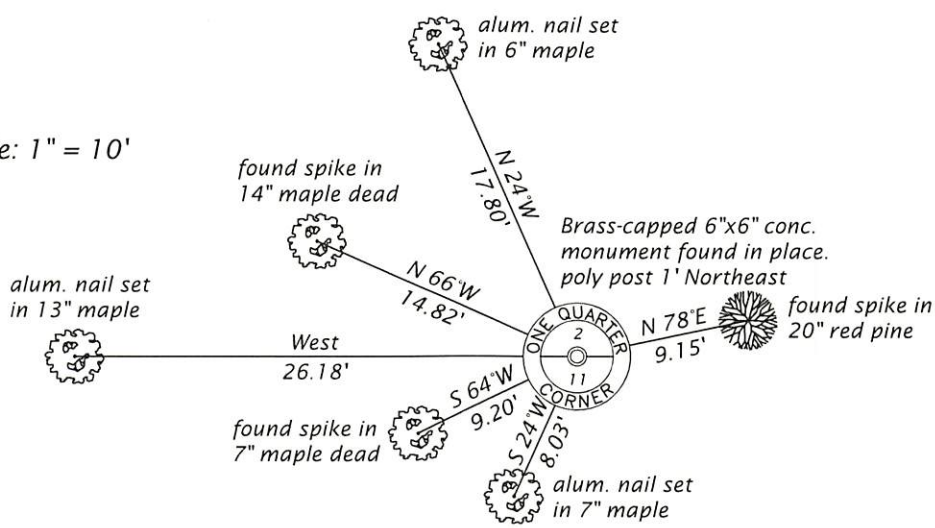 alum. nail set
in 6" maple
e: 1" = 10'
found spike in
14" maple dead
N 24°W
17.80'
Brass-capped 6"x6" conc.
monument found in place.
poly post 1' Northeast
alum. nail set
in 13" maple
N 66°W
14.82'
found spike in
20" red pine
N 78°E
9.15'
West
26.18'
ONE QUARTER
2
11
CORNER
S 64°W
9.20'
found spike in
7" maple dead
S 24°W
8.03'
alum. nail set
in 7" maple